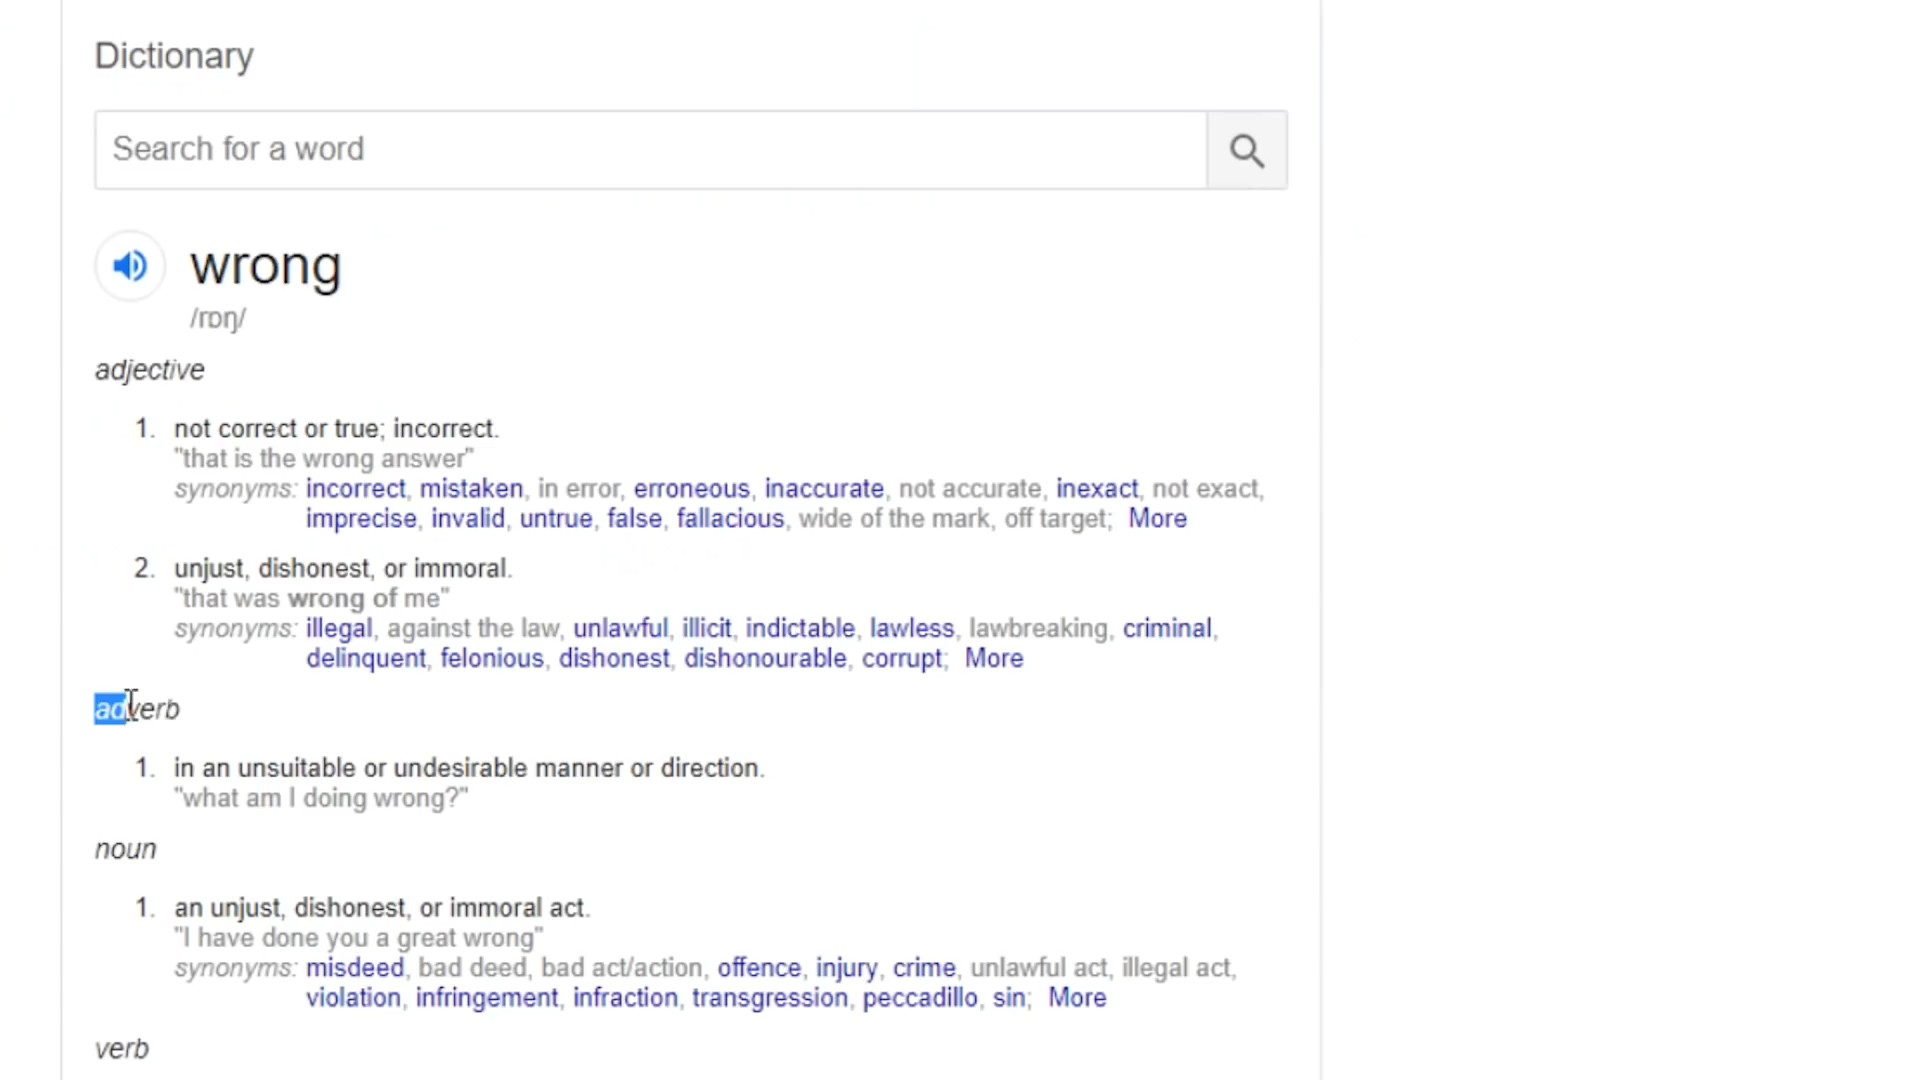 Dictionary
Search for a word
wrong
/rɒŋ/
adjective
1. not correct or true; incorrect.
"that is the wrong answer"
synonyms: incorrect, mistaken, in error, erroneous, inaccurate, not accurate, inexact, not exact,
imprecise, invalid, untrue, false, fallacious, wide of the mark, off target; More
2. unjust, dishonest, or immoral.
"that was wrong of me"
synonyms: illegal, against the law, unlawful, illicit, indictable, lawless, lawbreaking, criminal,
delinquent, felonious, dishonest, dishonourable, corrupt; More
adverb
1. in an unsuitable or undesirable manner or direction.
"what am I doing wrong?"
noun
1. an unjust, dishonest, or immoral act.
"I have done you a great wrong"
synonyms: misdeed, bad deed, bad act/action, offence, injury, crime, unlawful act, illegal act,
violation, infringement, infraction, transgression, peccadillo, sin; More
verb